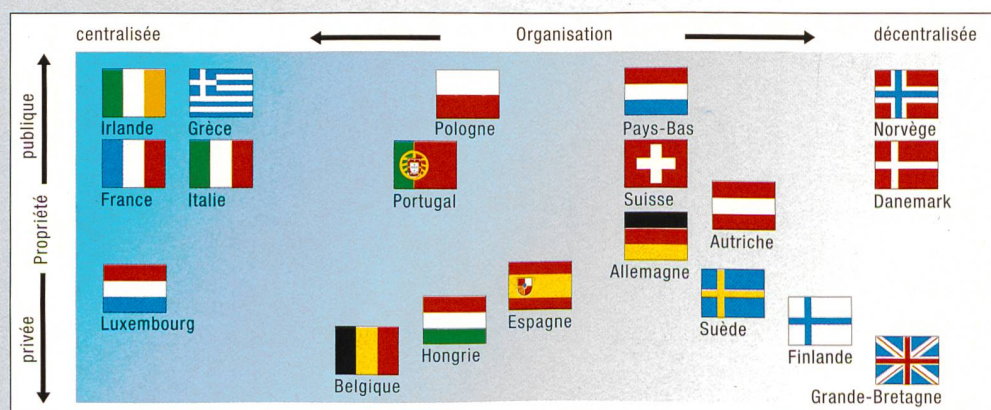 centralisée Organisation décentralisée
publique
Propriété
privée
Irlande Grèce Pologne Pays-Bas Norvège
France Italie Portugal Suisse Danemark
Autriche
Allemagne
Luxembourg Espagne Suède
Hongrie Finlande
Belgique
Grande-Bretagne